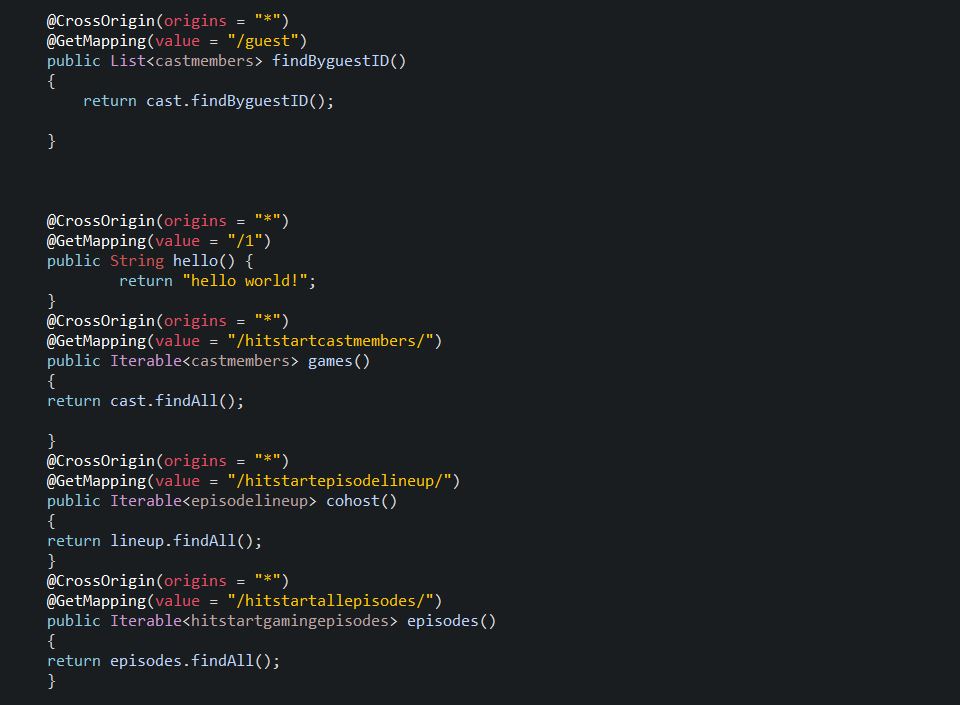 @CrossOrigin(origins = "*")
@GetMapping(value = "/guest")
public List<castmembers> findByguestID()
{
    return cast.findByguestID();

}



@CrossOrigin(origins = "*")
@GetMapping(value = "/1")
public String hello() {
        return "hello world!";
}
@CrossOrigin(origins = "*")
@GetMapping(value = "/hitstartcastmembers/")
public Iterable<castmembers> games()
{
return cast.findAll();

}
@CrossOrigin(origins = "*")
@GetMapping(value = "/hitstartepisodelineup/")
public Iterable<episodelineup> cohost()
{
return lineup.findAll();
}
@CrossOrigin(origins = "*")
@GetMapping(value = "/hitstartallepisodes/")
public Iterable<hitstartgamingepisodes> episodes()
{
return episodes.findAll();
}